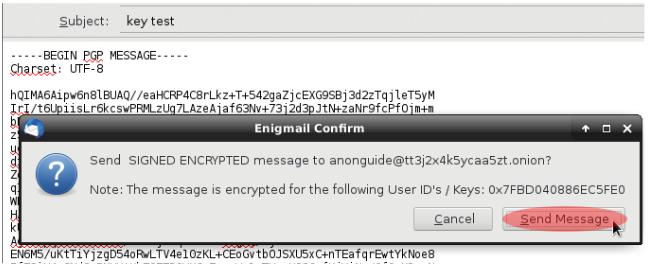 Subject: key test
-----BEGIN PGP MESSAGE-----
Charset: UTF-8
hQIMA6Aipw6n8lBUAQ//eaHCRP4C8rLkz+T+542gaZjcEXG9SBj3d2zTqjleT5yM
IrI/t6UpiisLr6kcswPRMLzUg7LAzeAjaf63Nv+73j2d3pJtN+zaNr9fcPfOjm+m
Enigmail Confirm
Send SIGNED ENCRYPTED message to anonguide@tt3j2x4k5ycaa5zt.onion?
Note: The message is encrypted for the following User ID's / Keys: 0x7FBD040886EC5FE0
Cancel Send Message
EN6M5/uKtTiYjzgD54oRwLTV4el0zKL+CEoGvtbOJSXU5xC+nTEafqrEwtYkNoe8